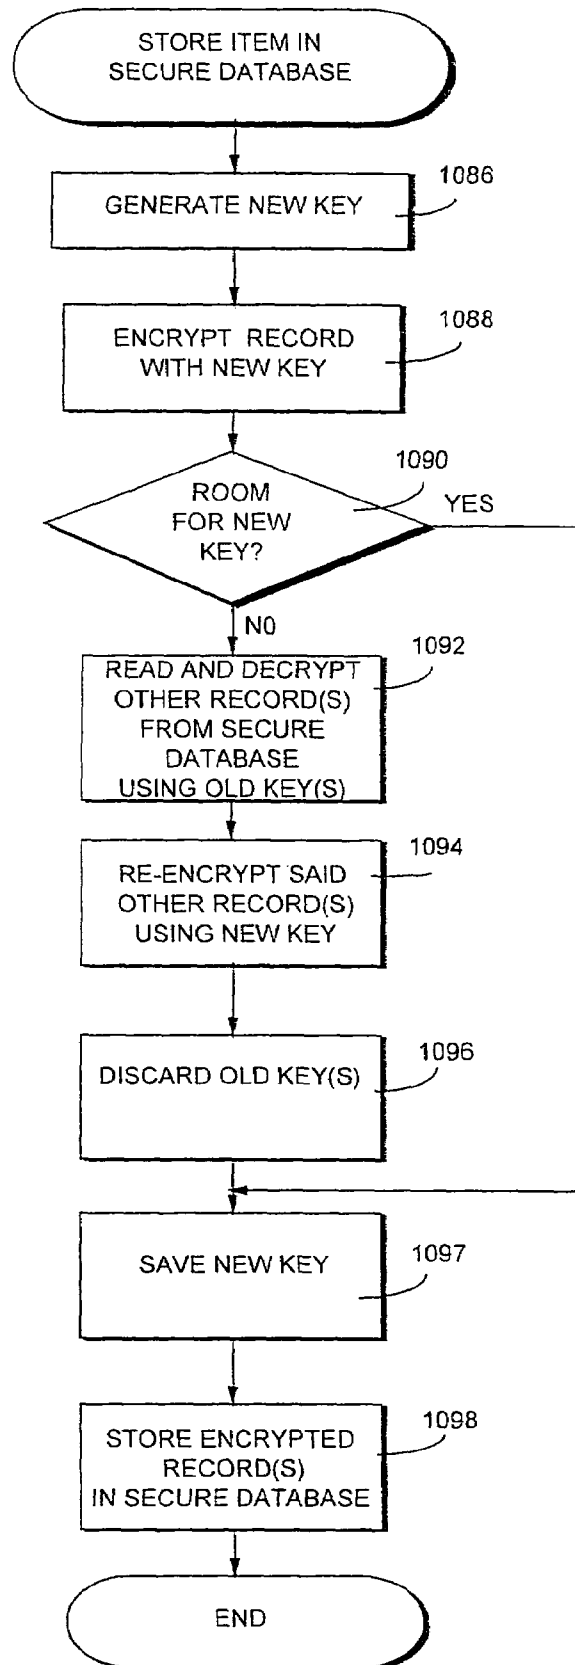 STORE ITEM IN
SECURE DATABASE
1086
GENERATE NEW KEY
1088
ENCRYPT RECORD
WITH NEW KEY
1090
ROOM
FOR NEW
KEY?
YES
NO
1092
READ AND DECRYPT
OTHER RECORD(S)
FROM SECURE
DATABASE
USING OLD KEY(S)
1094
RE-ENCRYPT SAID
OTHER RECORD(S)
USING NEW KEY
1096
DISCARD OLD KEY(S)
1097
SAVE NEW KEY
1098
STORE ENCRYPTED
RECORD(S)
IN SECURE DATABASE
END